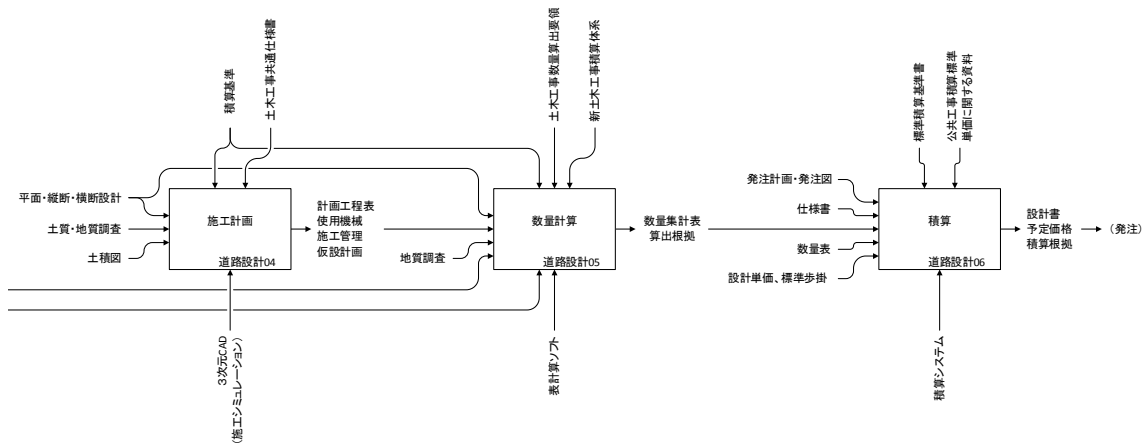 積算基準
土木工事共通仕様書
土木工事数量算出要領
新土木工事積算体系
標準積算基準書
公共工事積算標準
単価に関する資料
平面・縦断・横断設計
土質・地質調査
土積図
施工計画
道路設計04
計画工程表
使用機械
施工管理
仮設計画
地質調査
数量計算
道路設計05
数量集計表
算出根拠
発注計画・発注図
仕様書
数量表
設計単価、標準歩掛
積算
道路設計06
設計書
予定価格
積算根拠
(発注)
3次元CAD
(施工シミュレーション)
表計算ソフト
積算システム